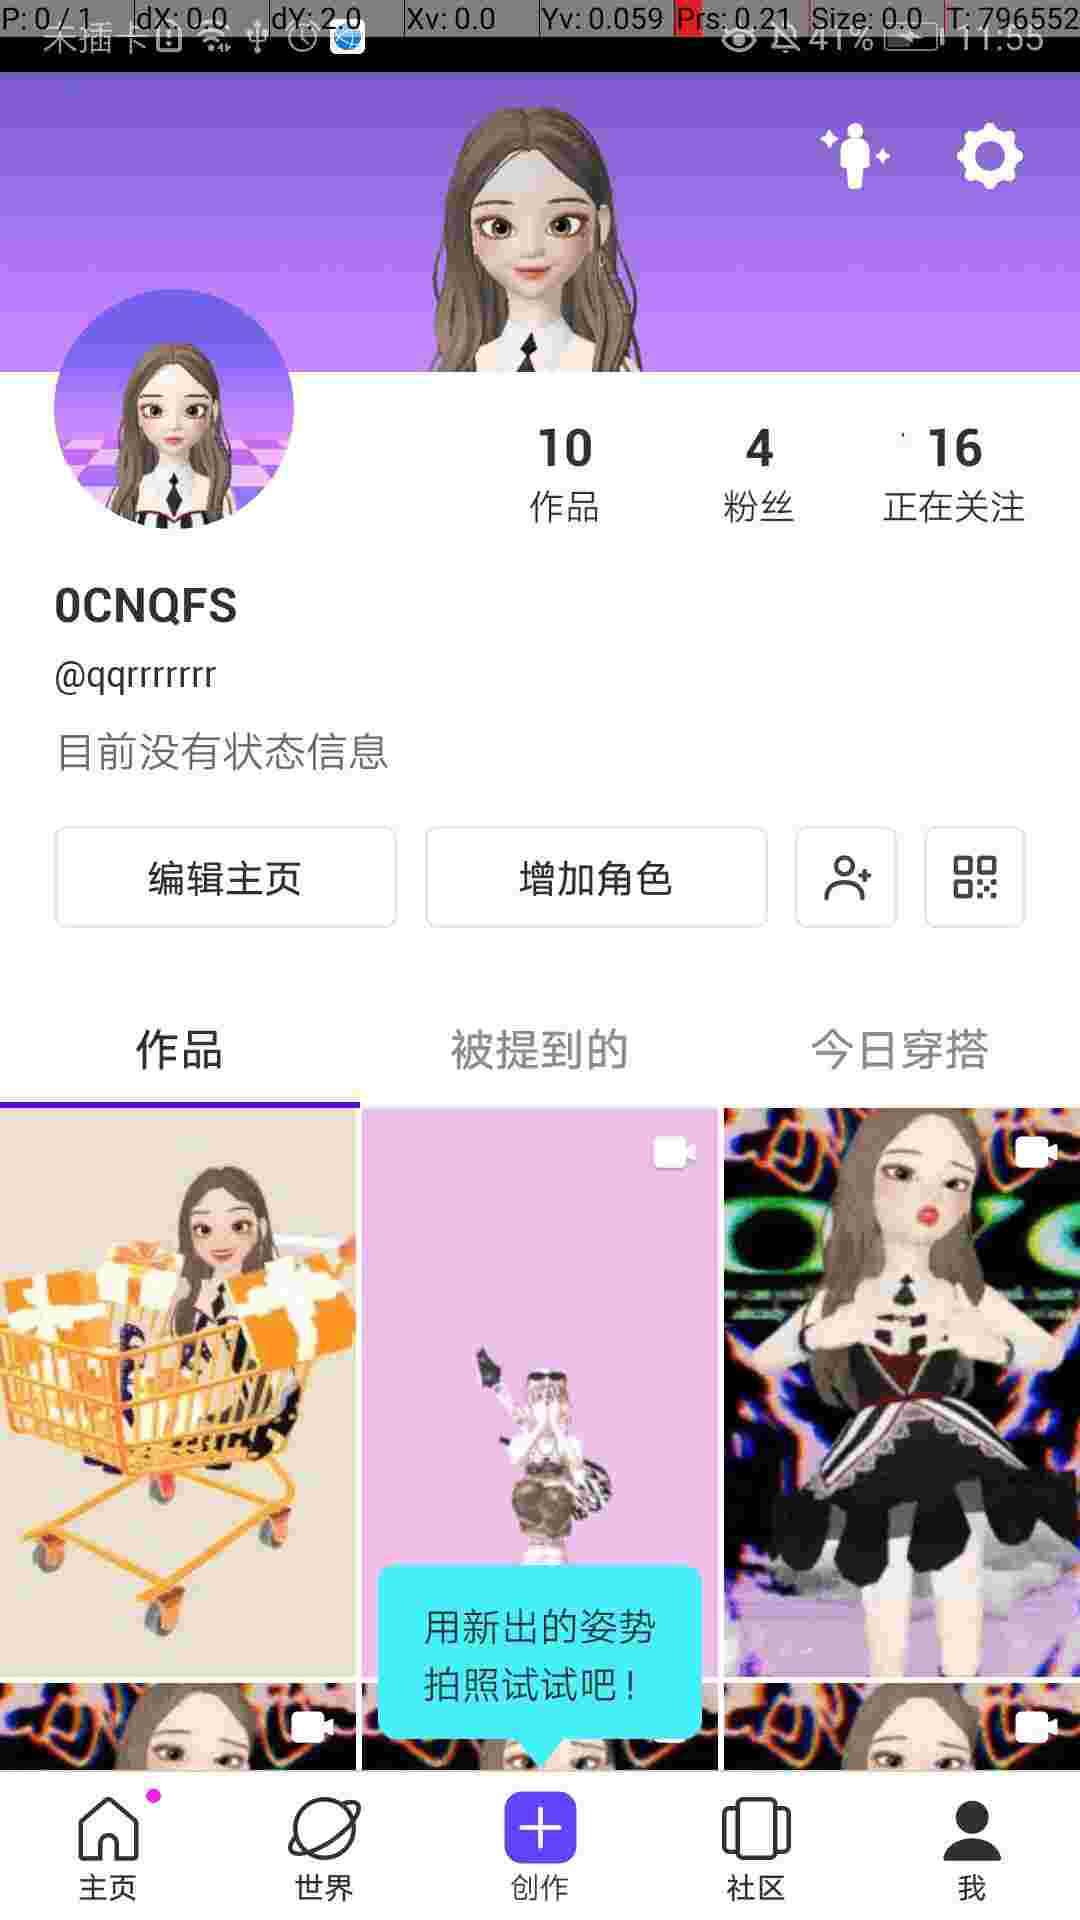 P: 0 / 1 dX: 0.0 dY: 2.0 Xv: 0.0 Yv: 0.059 Prs: 0.21 Size: 0.0 T: 796552
未插卡 41% 11:55
10 4 16
作品 粉丝 正在关注
0CNQFS
@qqrrrrrrr
目前没有状态信息
编辑主页 增加角色
作品 被提到的 今日穿搭
用新出的姿势
拍照试试吧！
主页 世界 创作 社区 我